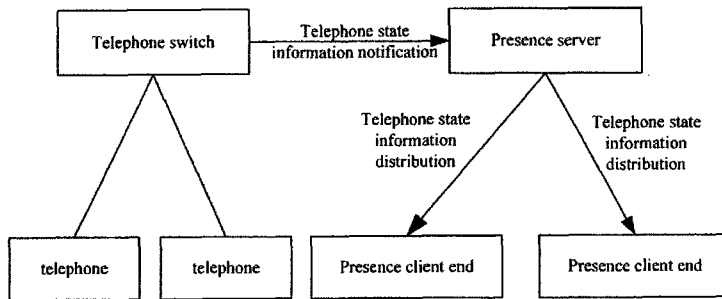 Telephone switch
Telephone state
information notification
Presence server
Telephone state
information
distribution
Telephone state
information
distribution
telephone
telephone
Presence client end
Presence client end